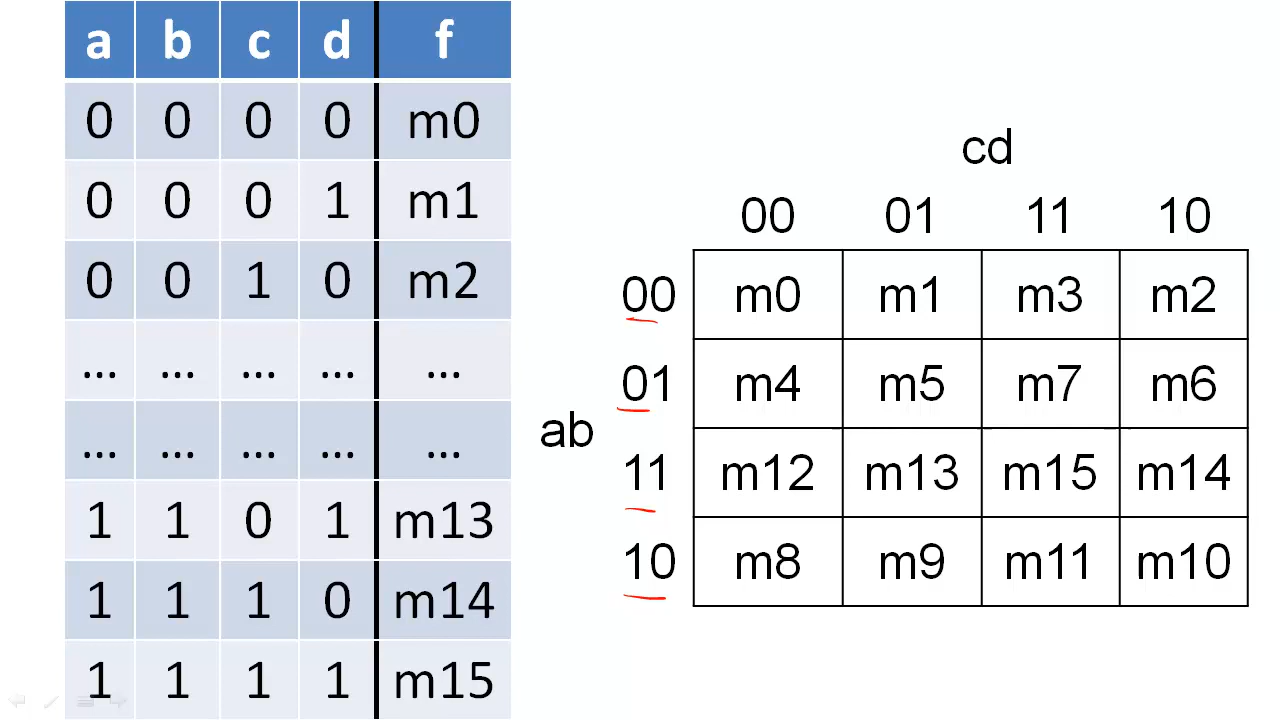 a b c d f
0 0 0 0 m0
0 0 0 1 m1
0 0 1 0 m2
... ... ... ... ...
... ... ... ... ...
1 1 0 1 m13
1 1 1 0 m14
1 1 1 1 m15
cd
00 01 11 10
00 m0 m1 m3 m2
01 m4 m5 m7 m6
ab
11 m12 m13 m15 m14
10 m8 m9 m11 m10